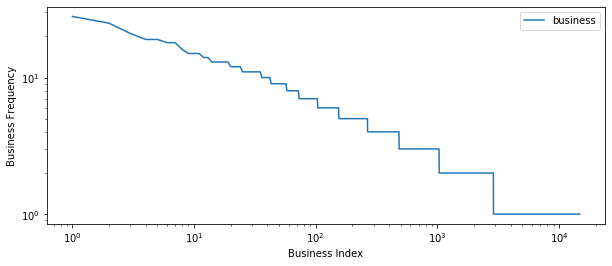 business
10¹
10⁰
Business Frequency
10⁰ 10¹ 10² 10³ 10⁴
Business Index